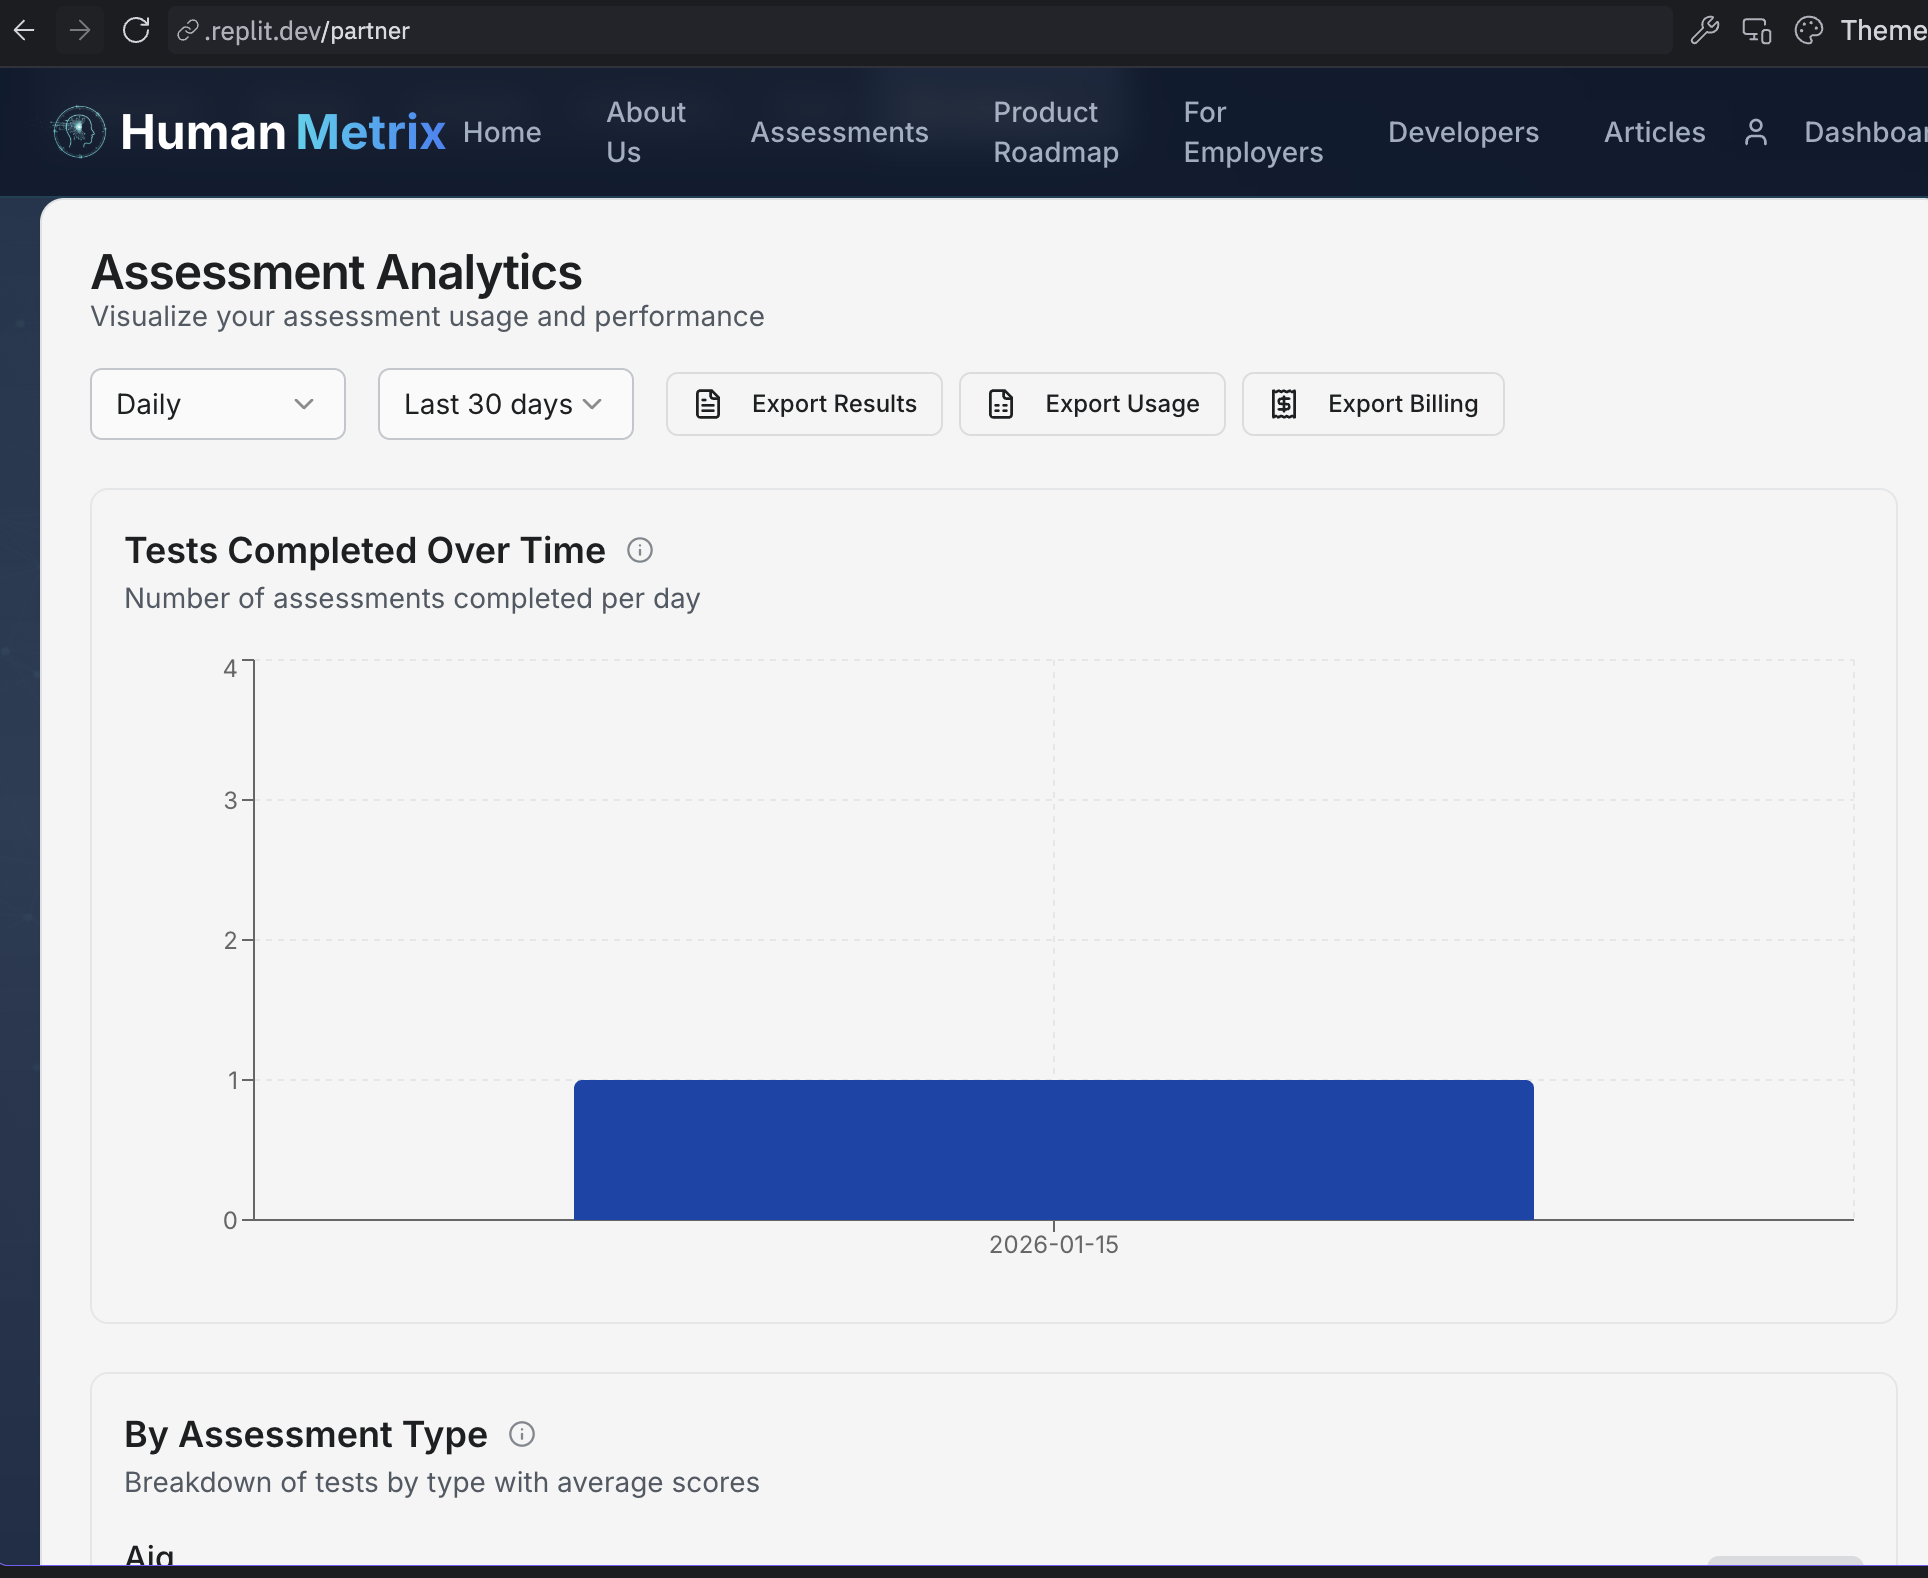 .replit.dev/partner
Theme
Human Metrix
Home
About Us
Assessments
Product Roadmap
For Employers
Developers
Articles
Assessment Analytics
Visualize your assessment usage and performance
Daily
Last 30 days
Export Results
Export Usage
Export Billing
Tests Completed Over Time
Number of assessments completed per day
4
3
2
1
0
2026-01-15
By Assessment Type
Breakdown of tests by type with average scores